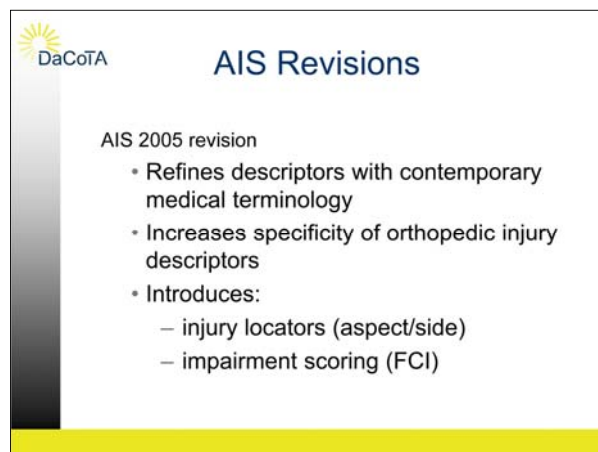 DaCoTA
AIS Revisions
AIS 2005 revision
• Refines descriptors with contemporary
medical terminology
• Increases specificity of orthopedic injury
descriptors
• Introduces:
– injury locators (aspect/side)
– impairment scoring (FCI)